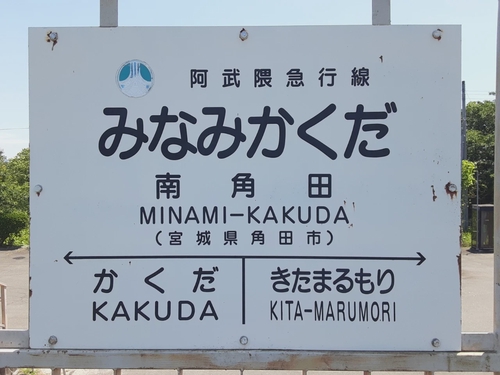 阿武隈急行線
みなみかくだ
南角田
MINAMI-KAKUDA
(宮城県角田市)
かくだ きたまるもり
KAKUDA KITA-MARUMORI